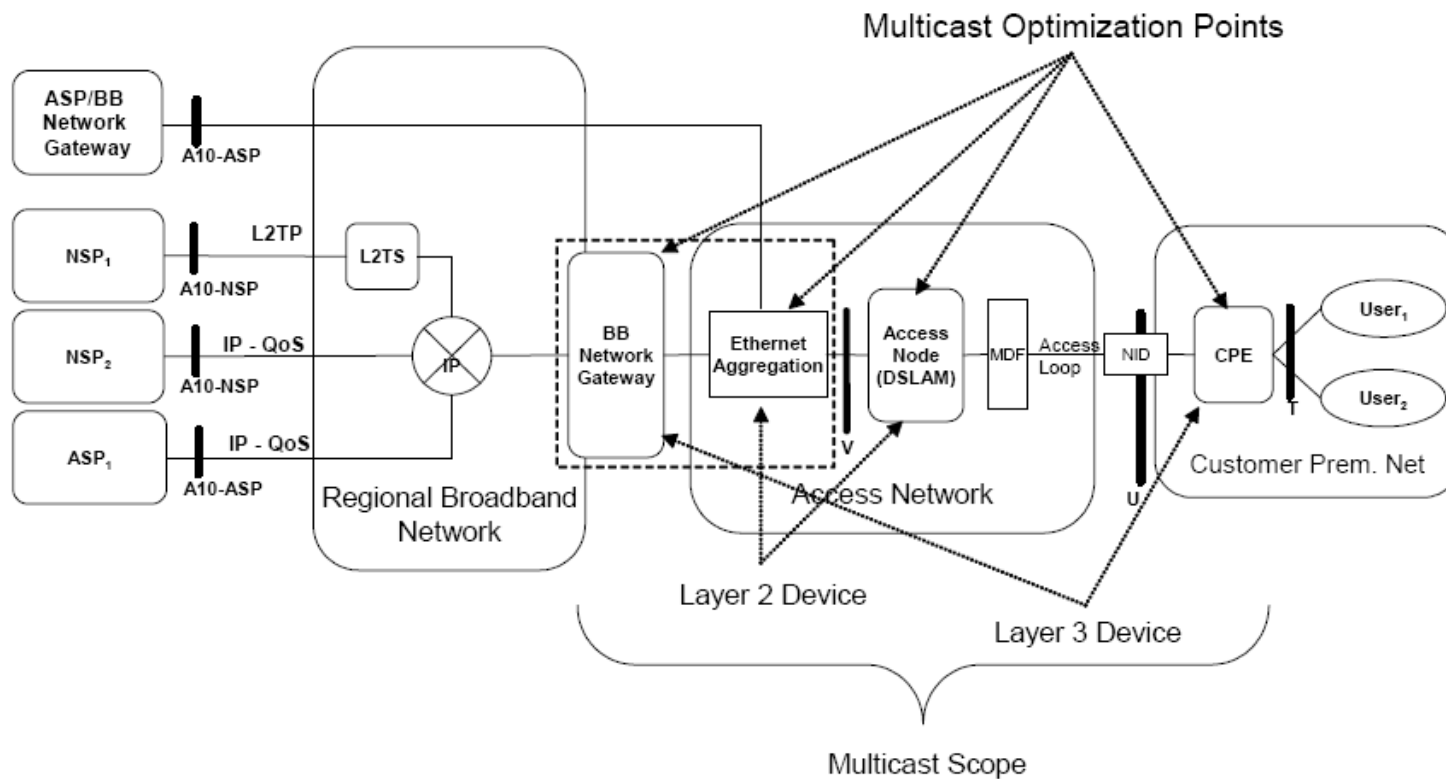 Multicast Optimization Points
ASP/BB
Network
Gateway
A10-ASP
NSP₁
L2TP
A10-NSP
L2TS
NSP₂
IP - QoS
A10-NSP
IP
ASP₁
IP - QoS
A10-ASP
Regional Broadband
Network
BB
Network
Gateway
Ethernet
Aggregation
V
Access
Node
(DSLAM)
MDF
Access
Loop
Access Network
NID
U
CPE
T
User₁
User₂
Customer Prem. Net
Layer 2 Device
Layer 3 Device
Multicast Scope